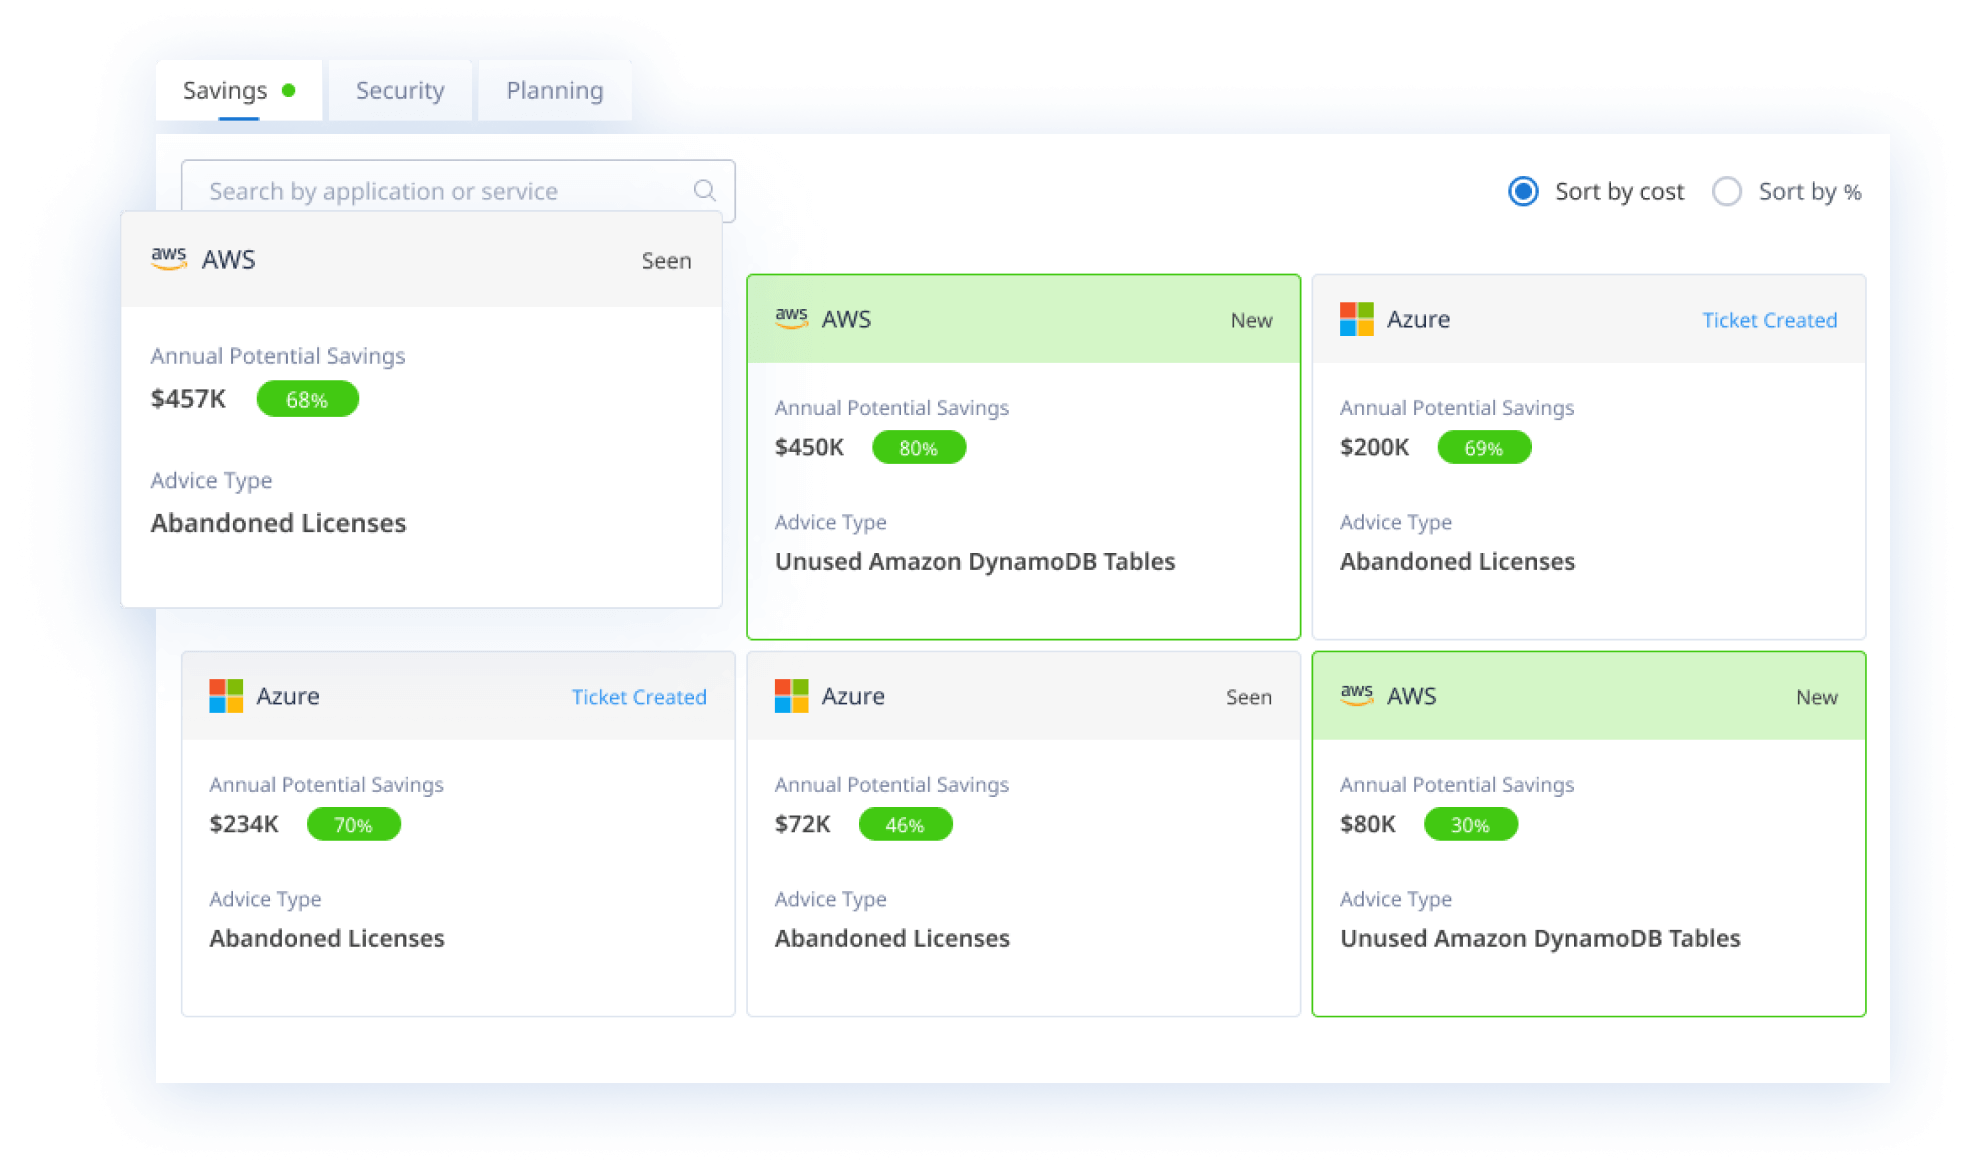 Savings
Security
Planning
Search by application or service
Sort by cost
Sort by %
aws AWS
Seen
Annual Potential Savings
$457K 68%
Advice Type
Abandoned Licenses
aws AWS
New
Annual Potential Savings
$450K 80%
Advice Type
Unused Amazon DynamoDB Tables
Azure
Ticket Created
Annual Potential Savings
$200K 69%
Advice Type
Abandoned Licenses
Azure
Ticket Created
Annual Potential Savings
$234K 70%
Advice Type
Abandoned Licenses
Azure
Seen
Annual Potential Savings
$72K 46%
Advice Type
Abandoned Licenses
aws AWS
New
Annual Potential Savings
$80K 30%
Advice Type
Unused Amazon DynamoDB Tables